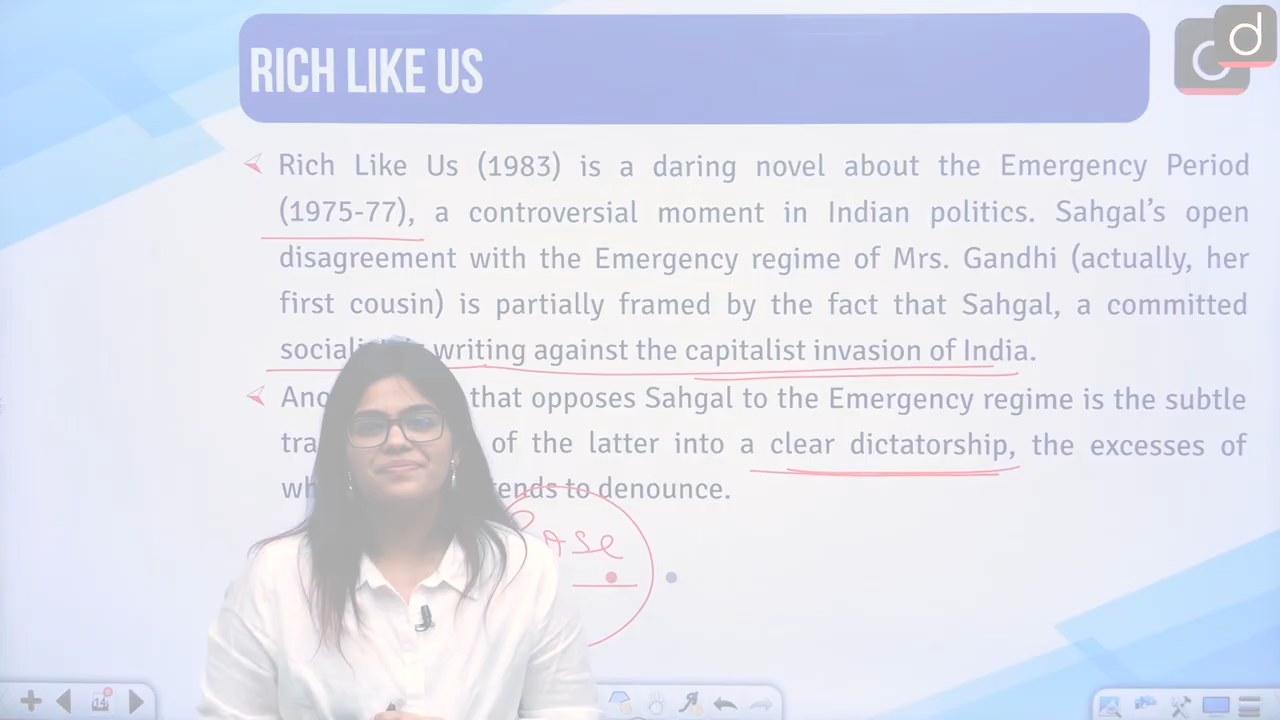 RICH LIKE US
d
Rich Like Us (1983) is a daring novel about the Emergency Period
(1975-77), a controversial moment in Indian politics. Sahgal's open
disagreement with the Emergency regime of Mrs. Gandhi (actually, her
first cousin) is partially framed by the fact that Sahgal, a committed
writing against the capitalist invasion of India.
that opposes Sahgal to the Emergency regime is the subtle
of the latter into a clear dictatorship, the excesses of
to denounce.
14